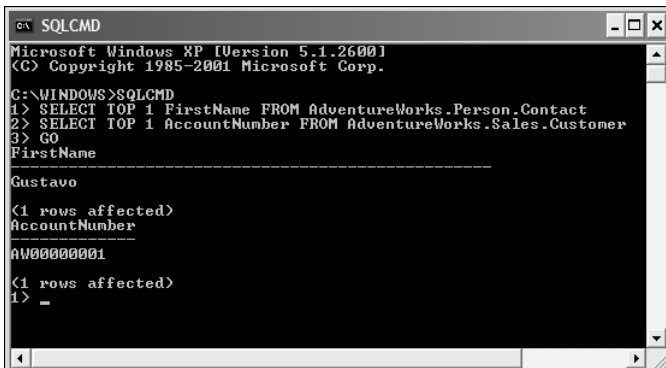 SQLCMD
Microsoft Windows XP [Version 5.1.2600]
(C) Copyright 1985-2001 Microsoft Corp.
C:\WINDOWS>SQLCMD
1> SELECT TOP 1 FirstName FROM AdventureWorks.Person.Contact
2> SELECT TOP 1 AccountNumber FROM AdventureWorks.Sales.Customer
3> GO
FirstName
--------------------------------------------------
Gustavo
(1 rows affected)
AccountNumber
-------------
AW00000001
(1 rows affected)
1> _